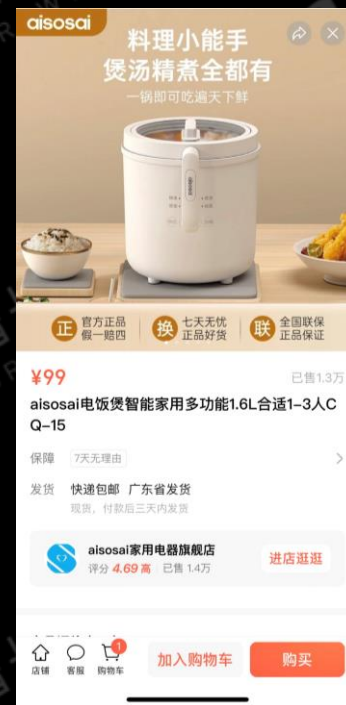 aisosai
料理小能手
煲汤精煮全都有
一锅即可吃遍天下鲜
正 官方正品
假一赔四
换 七天无忧
正品好货
联 全国联保
正品保证
¥99
已售1.3万
aisosai电饭煲智能家用多功能1.6L合适1-3人C
Q-15
保障 7天无理由
发货 快递包邮 广东省发货
现货，付款后三天内发货
aisosai家用电器旗舰店
评分 4.69 高 已售 1.4万
进店逛逛
1
店铺 客服 购物车
加入购物车
购买